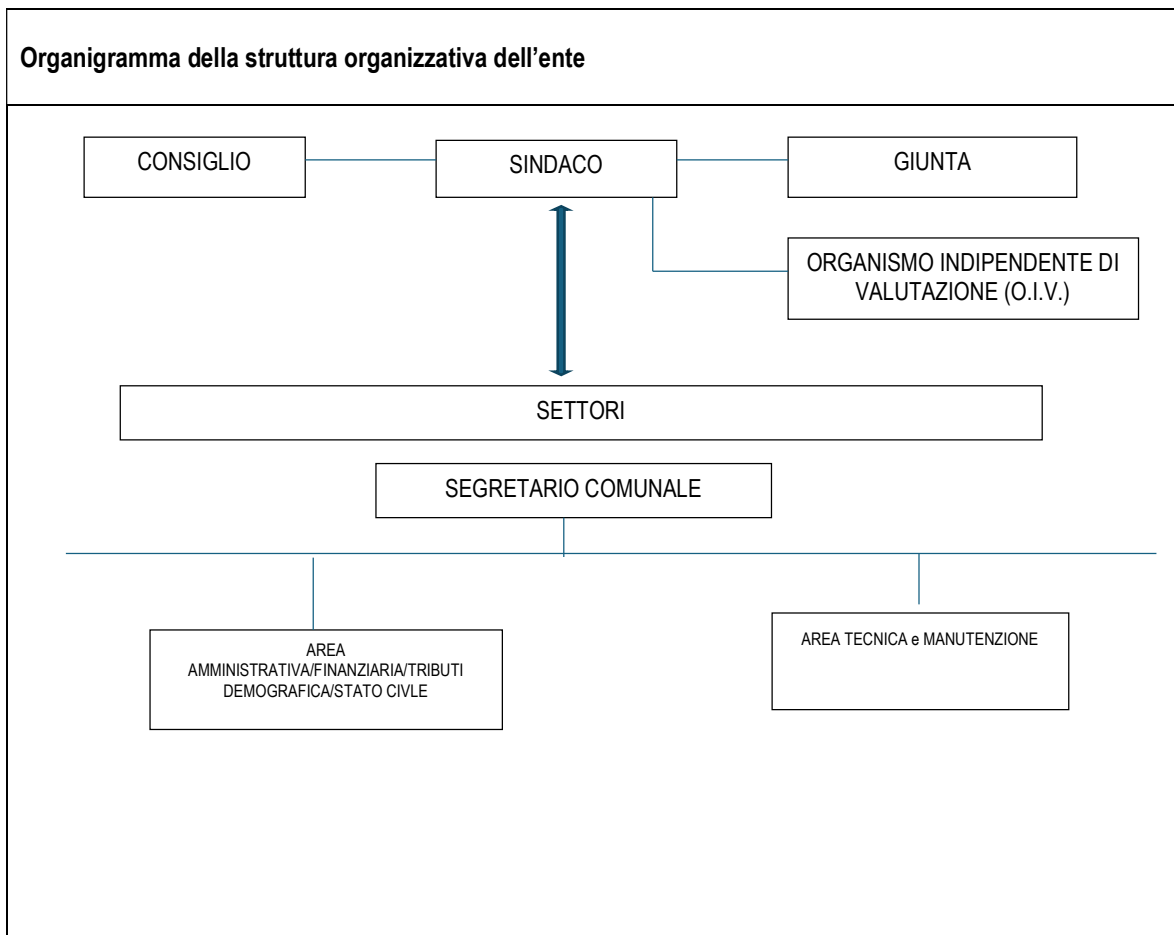 Organigramma della struttura organizzativa dell’ente
CONSIGLIO
SINDACO
GIUNTA
ORGANISMO INDIPENDENTE DI
VALUTAZIONE (O.I.V.)
SETTORI
SEGRETARIO COMUNALE
AREA
AMMINISTRATIVA/FINANZIARIA/TRIBUTI
DEMOGRAFICA/STATO CIVLE
AREA TECNICA e MANUTENZIONE